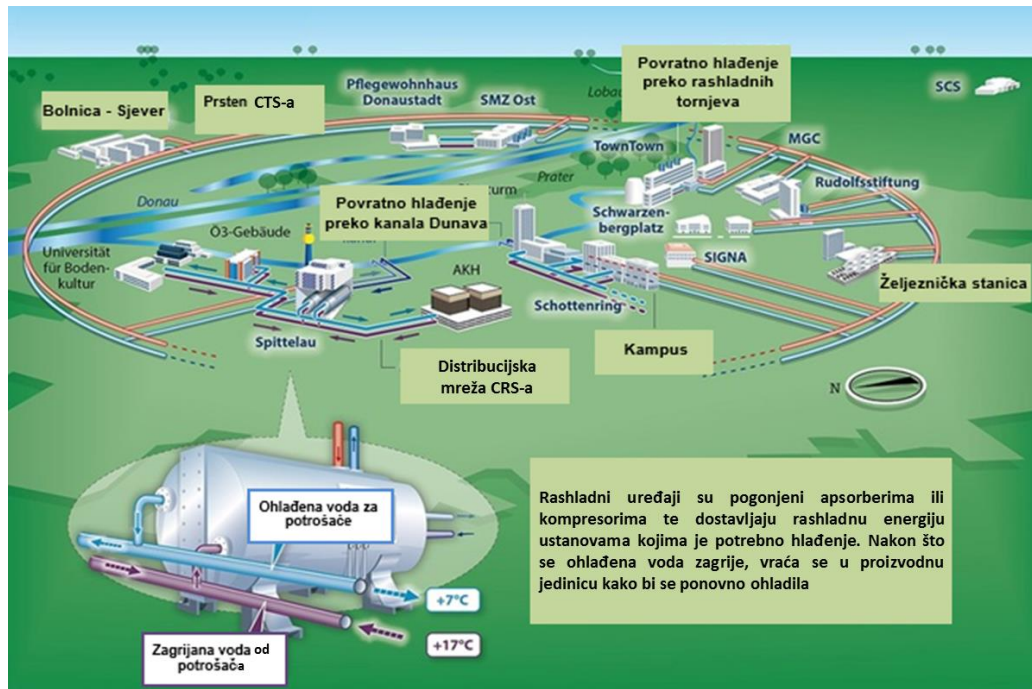 Povratno hlađenje
preko rashladnih
tornjeva
Bolnica - Sjever
Prsten CTS-a
Pflegewohnhaus
Donaustadt
SMZ Ost
SCS
TownTown
MGC
Prater
Rudolfsstiftung
Donau
Povratno hlađenje
preko kanala Dunava
Schwarzen-
bergplatz
Ö3-Gebäude
Universität
für Boden-
kultur
AKH
SIGNA
Željeznička stanica
Schottenring
Spittelau
Kampus
Distribucijska
mreža CRS-a
N
Ohlađena voda za
potrošače
+7°C
+17°C
Zagrijana voda od
potrošača
Rashladni uređaji su pogonjeni apsorberima ili
kompresorima te dostavljaju rashladnu energiju
ustanovama kojima je potrebno hlađenje. Nakon što
se ohlađena voda zagrije, vraća se u proizvodnu
jedinicu kako bi se ponovno ohladila